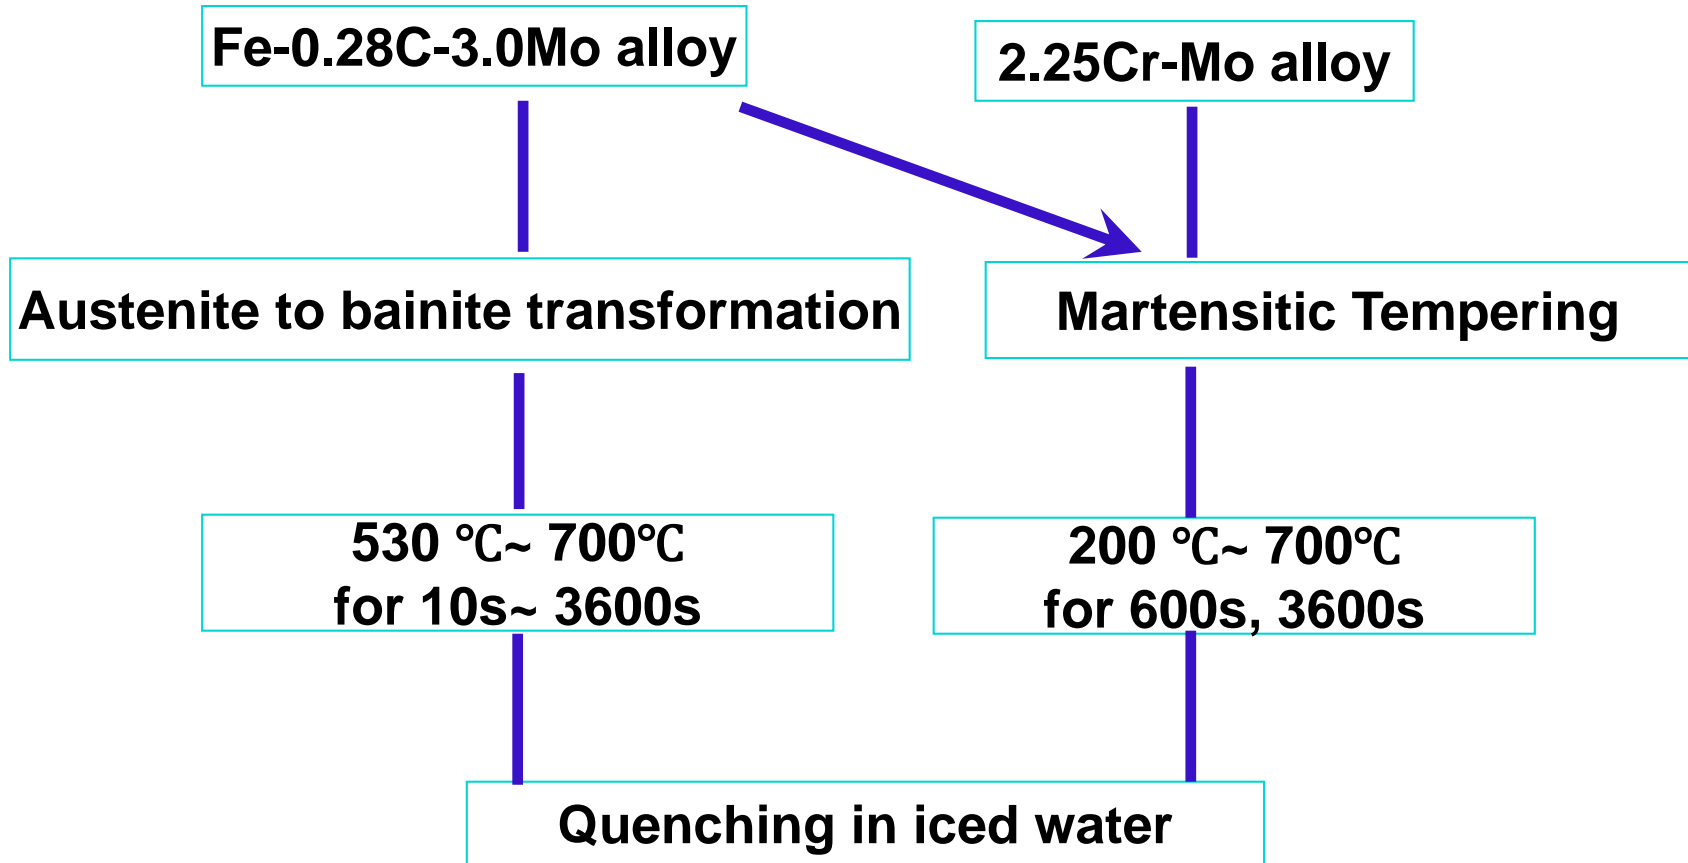 Fe-0.28C-3.0Mo alloy
2.25Cr-Mo alloy
Austenite to bainite transformation
Martensitic Tempering
530 ℃~ 700℃
for 10s~ 3600s
200 ℃~ 700℃
for 600s, 3600s
Quenching in iced water